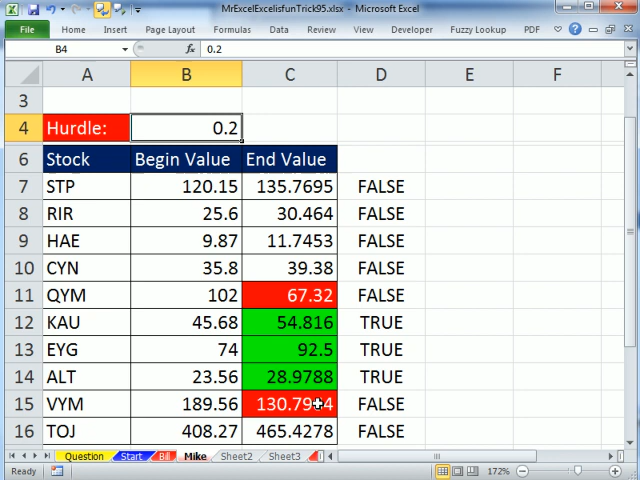 MrExcelExcelisfunTrick95.xlsx - Microsoft Excel
File Home Insert Page Layout Formulas Data Review View Developer Fuzzy Lookup PDF
B4 fx 0.2
A B C D E F
3
4 Hurdle: 0.2
6 Stock Begin Value End Value
7 STP 120.15 135.7695 FALSE
8 RIR 25.6 30.464 FALSE
9 HAE 9.87 11.7453 FALSE
10 CYN 35.8 39.38 FALSE
11 QYM 102 67.32 FALSE
12 KAU 45.68 54.816 TRUE
13 EYG 74 92.5 TRUE
14 ALT 23.56 28.9788 TRUE
15 VYM 189.56 FALSE
16 TOJ 408.27 465.4278 FALSE
Question Start Bill Mike Sheet2 Sheet3
Ready 172%